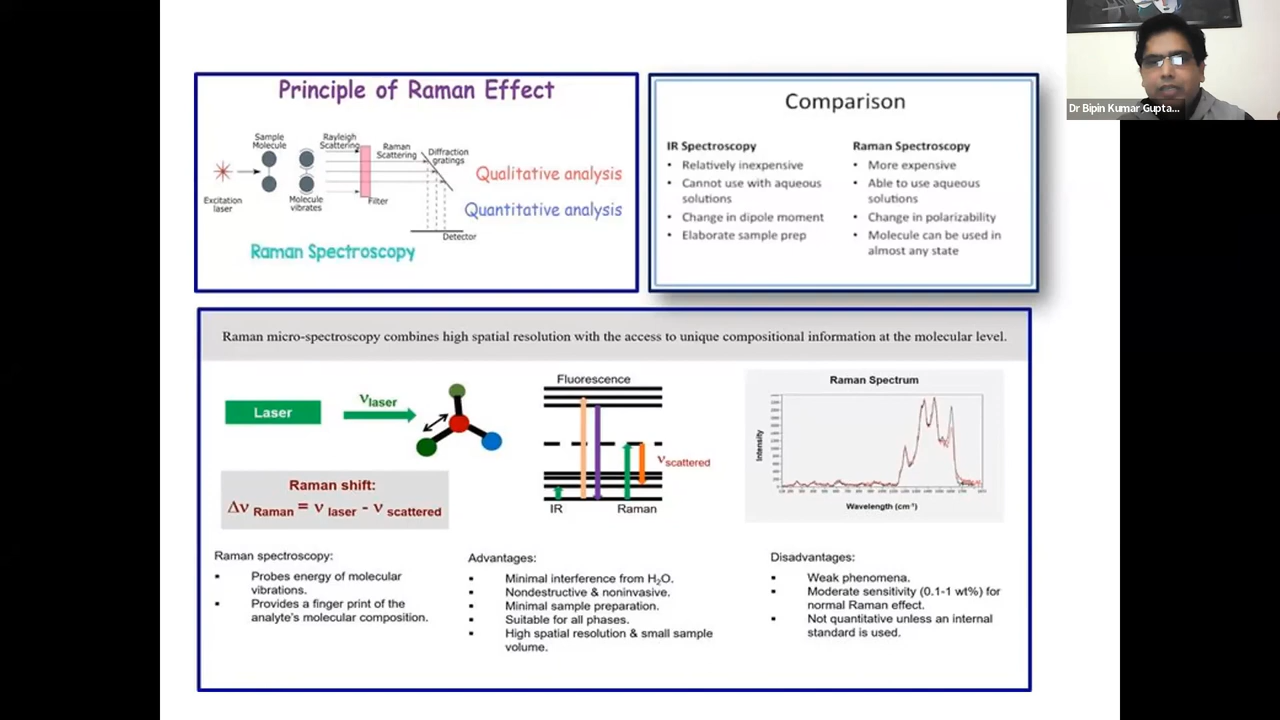 Dr Bipin Kumar Gupta...
Principle of Raman Effect
Sample
Molecule
Rayleigh
Scattering
Raman
Scattering
Diffraction
gratings
Excitation
laser
Molecule
vibrates
Filter
Detector
Qualitative analysis
Quantitative analysis
Raman Spectroscopy
Comparison
IR Spectroscopy
• Relatively inexpensive
• Cannot use with aqueous
solutions
• Change in dipole moment
• Elaborate sample prep
Raman Spectroscopy
• More expensive
• Able to use aqueous
solutions
• Change in polarizability
• Molecule can be used in
almost any state
Raman micro-spectroscopy combines high spatial resolution with the access to unique compositional information at the molecular level.
Laser
νlaser
Raman shift:
Δν Raman = ν laser - ν scattered
Fluorescence
νscattered
IR
Raman
Raman Spectrum
Intensity
Wavelength (cm⁻¹)
Raman spectroscopy:
▪ Probes energy of molecular
vibrations.
▪ Provides a finger print of the
analyte's molecular composition.
Advantages:
▪ Minimal interference from H₂O.
▪ Nondestructive & noninvasive.
▪ Minimal sample preparation.
▪ Suitable for all phases.
▪ High spatial resolution & small sample
volume.
Disadvantages:
▪ Weak phenomena.
▪ Moderate sensitivity (0.1-1 wt%) for
normal Raman effect.
▪ Not quantitative unless an internal
standard is used.